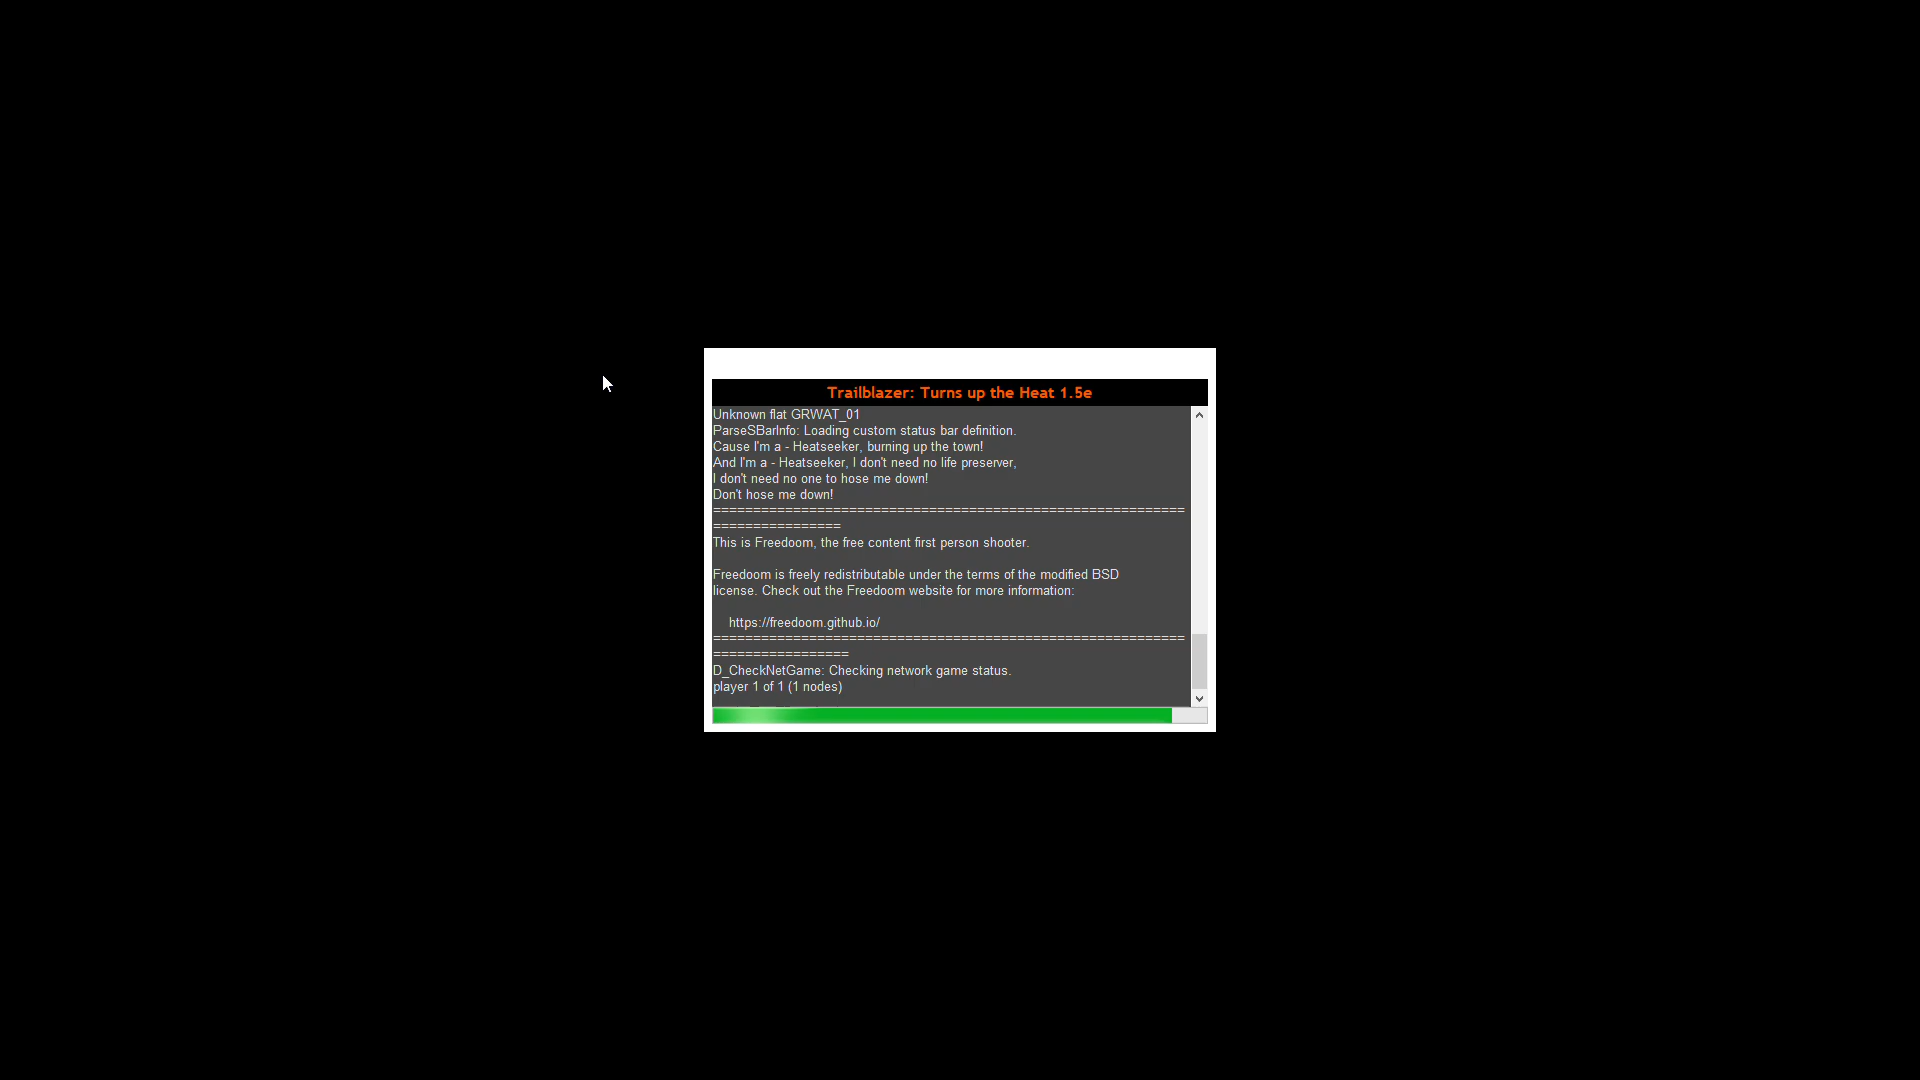 Trailblazer: Turns up the Heat 1.5e
Unknown flat GRWAT_01
ParseSBarInfo: Loading custom status bar definition.
Cause I'm a - Heatseeker, burning up the town!
And I'm a - Heatseeker, I don't need no life preserver,
I don't need no one to hose me down!
Don't hose me down!
===========================================================
================
This is Freedoom, the free content first person shooter.
Freedoom is freely redistributable under the terms of the modified BSD
license. Check out the Freedoom website for more information:
https://freedoom.github.io/
===========================================================
=================
D_CheckNetGame: Checking network game status.
player 1 of 1 (1 nodes)